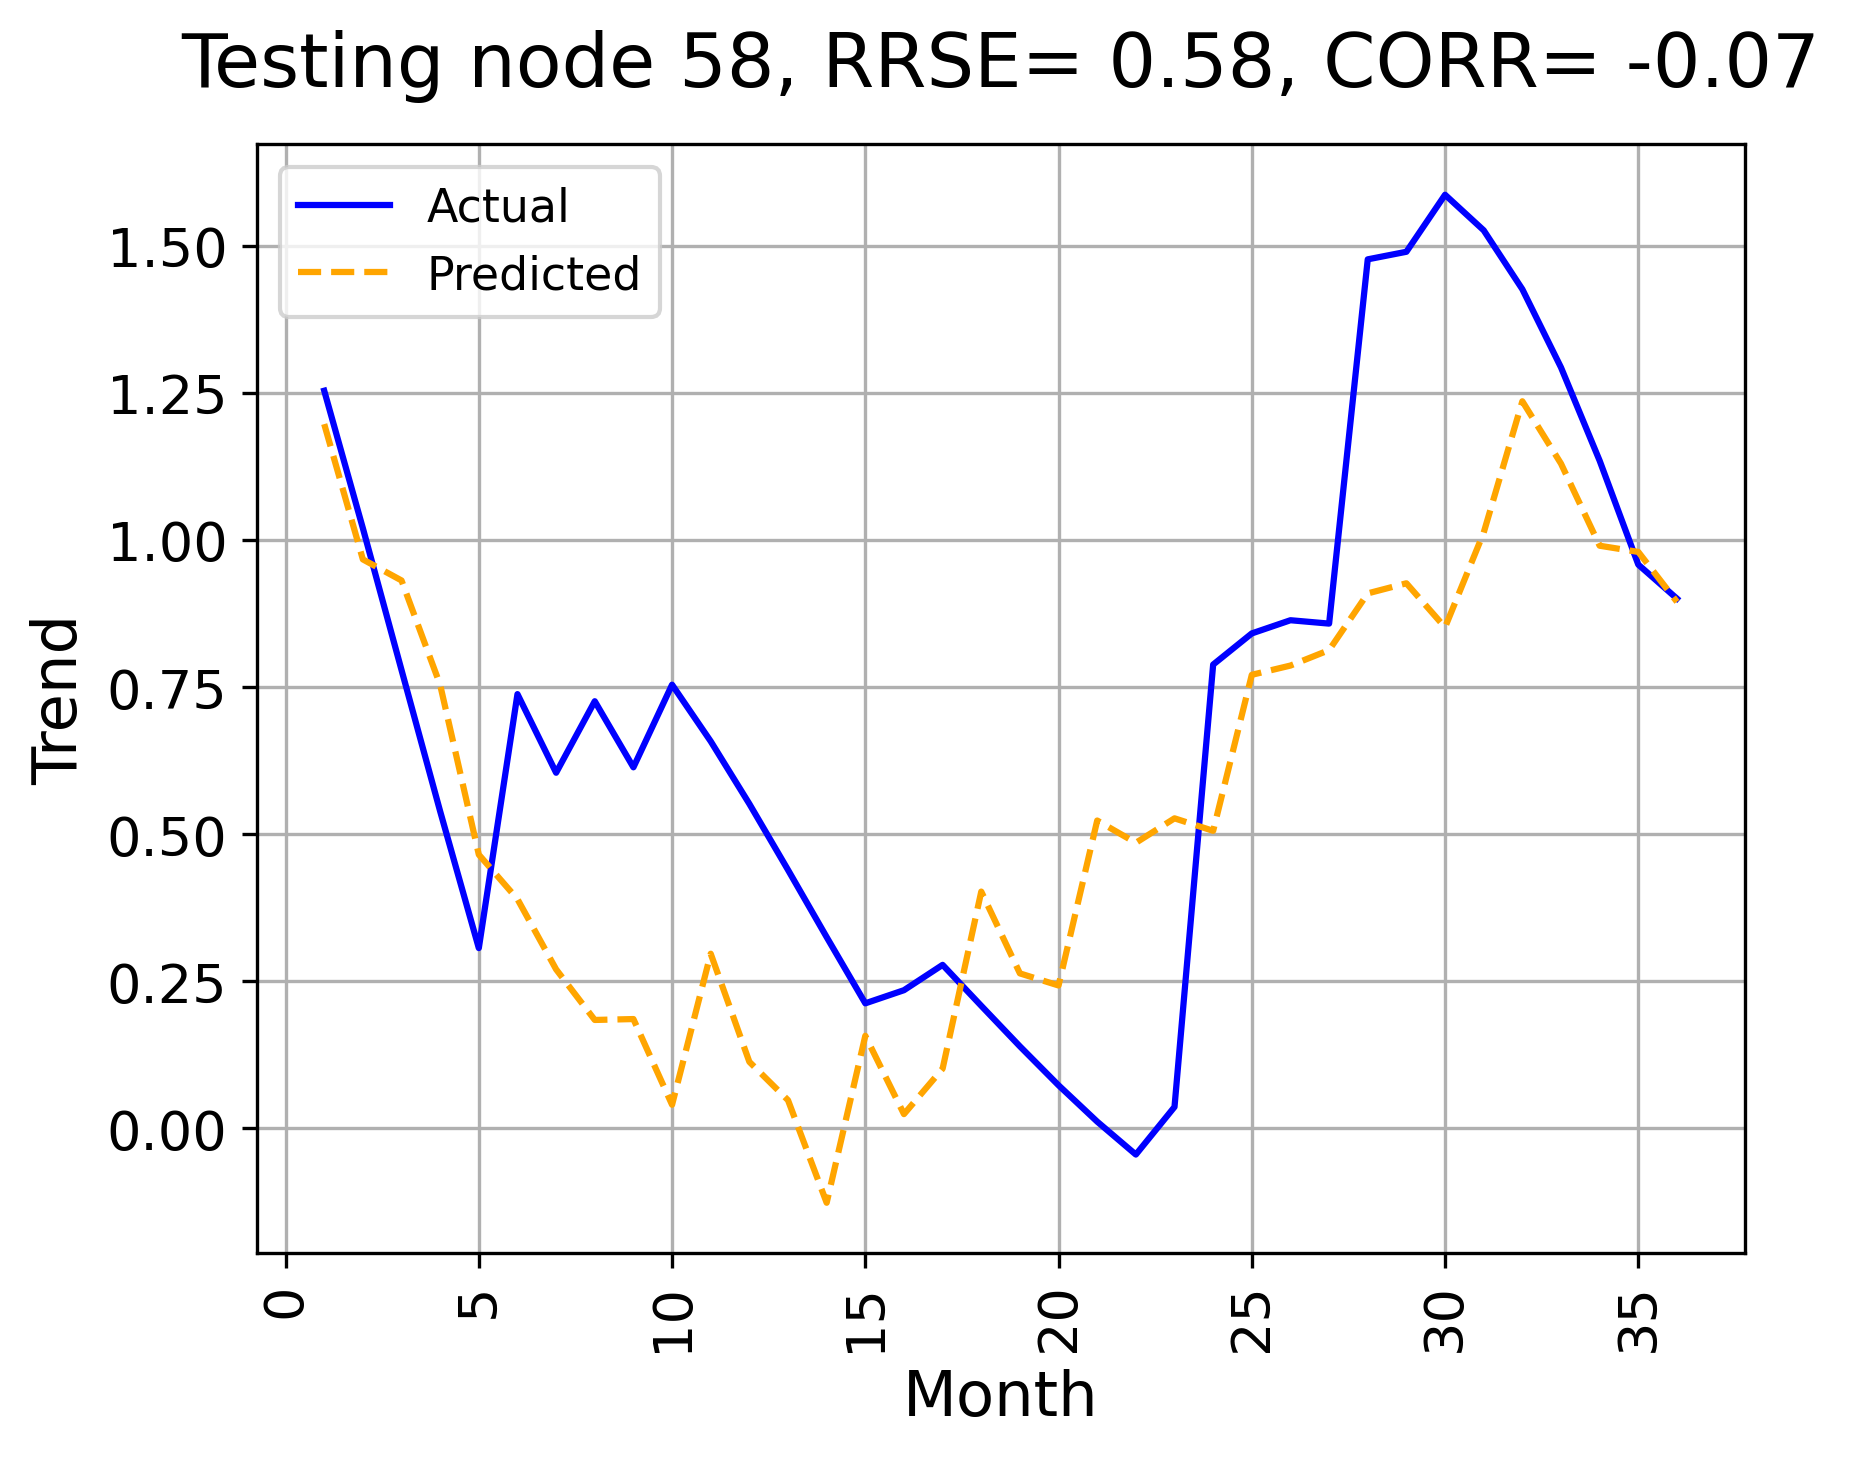 Testing node 58, RRSE= 0.58, CORR= -0.07
Actual
Predicted
1.50
1.25
1.00
0.75
0.50
0.25
0.00
Trend
0 5 10 15 20 25 30 35
Month